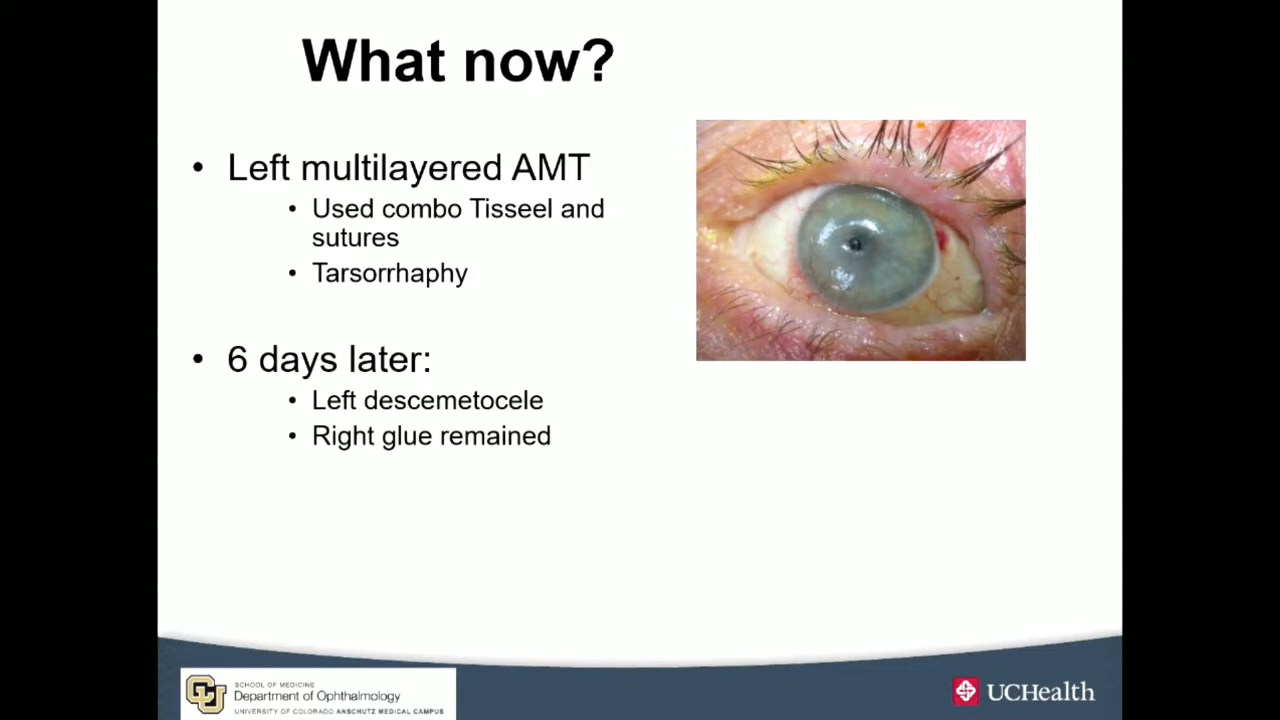 What now?
• Left multilayered AMT
• Used combo Tisseel and
sutures
• Tarsorrhaphy
• 6 days later:
• Left descemetocele
• Right glue remained
SCHOOL OF MEDICINE
Department of Ophthalmology
UNIVERSITY OF COLORADO ANSCHUTZ MEDICAL CAMPUS
UCHealth